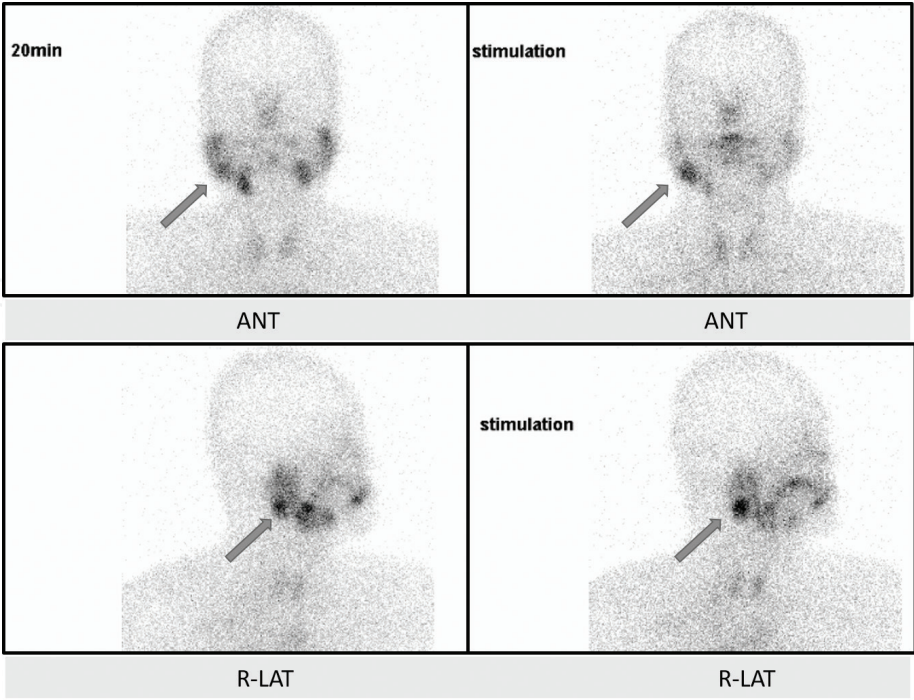 20min
stimulation
ANT
ANT
stimulation
R-LAT
R-LAT